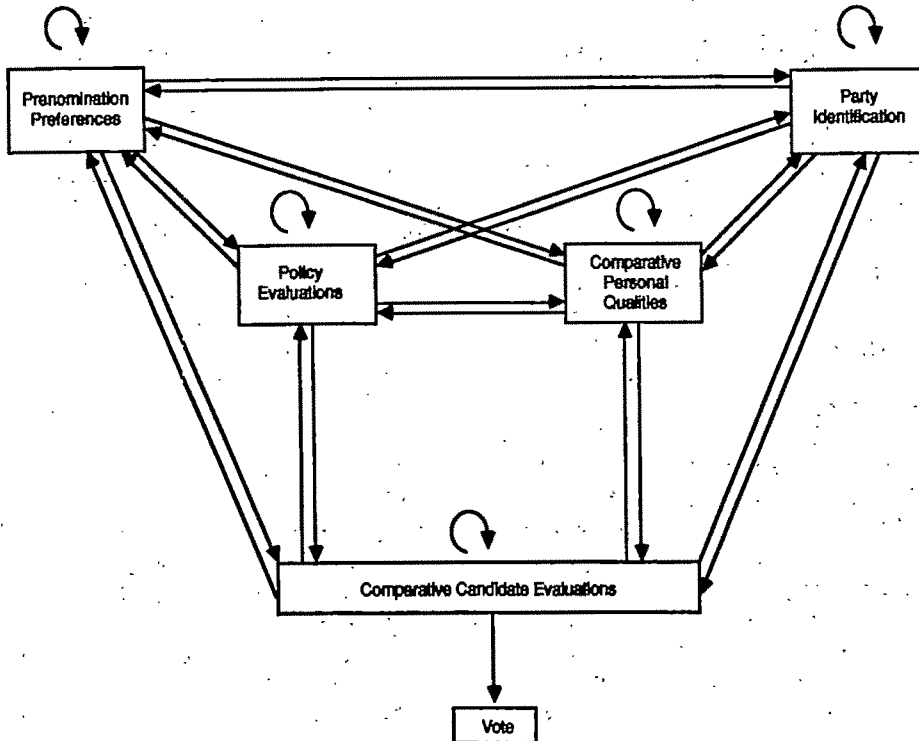 Prenomination
Preferences
Party
Identification
Policy
Evaluations
Comparative
Personal
Qualities
Comparative Candidate Evaluations
Vote